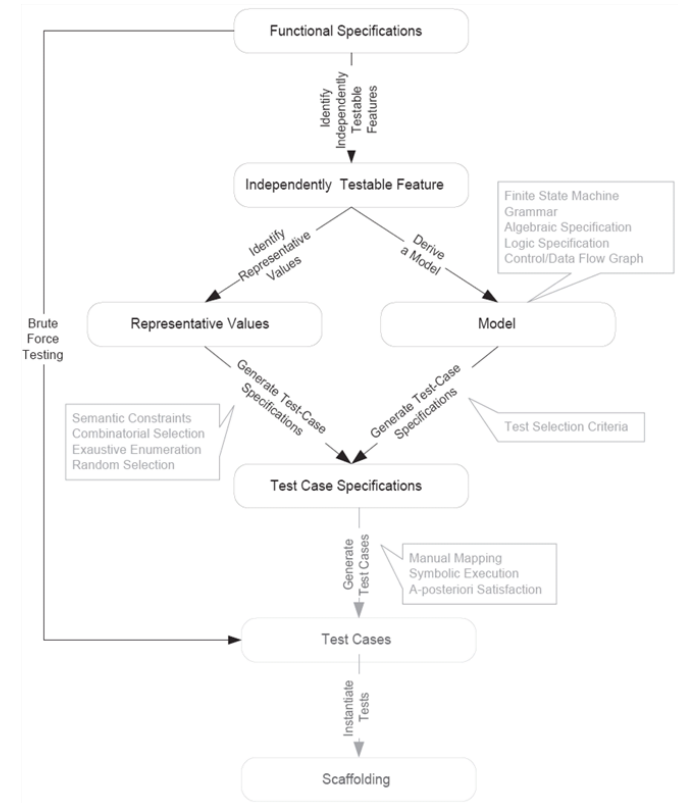 Functional Specifications
Identify
Independently
Testable
Features
Independently Testable Feature
Finite State Machine
Grammar
Algebraic Specification
Logic Specification
Control/Data Flow Graph
Identify
Representative
Values
Derive
a Model
Brute
Force
Testing
Representative Values
Model
Generate Test-Case
Specifications
Generate Test-Case
Specifications
Semantic Constraints
Combinatorial Selection
Exaustive Enumeration
Random Selection
Test Selection Criteria
Test Case Specifications
Generate
Test Cases
Manual Mapping
Symbolic Execution
A-posteriori Satisfaction
Test Cases
Instantiate
Tests
Scaffolding